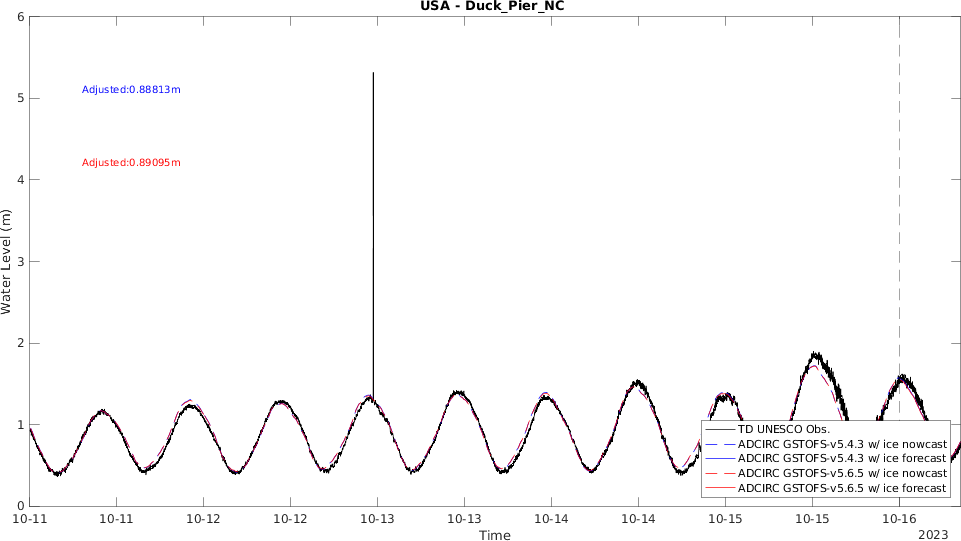 USA - Duck_Pier_NC
6
Adjusted:0.88813m
5
Adjusted:0.89095m
4
3
2
1
0
Water Level (m)
TD UNESCO Obs.
ADCIRC GSTOFS-v5.4.3 w/ ice nowcast
ADCIRC GSTOFS-v5.4.3 w/ ice forecast
ADCIRC GSTOFS-v5.6.5 w/ ice nowcast
ADCIRC GSTOFS-v5.6.5 w/ ice forecast
10-11 10-11 10-12 10-12 10-13 10-13 10-14 10-14 10-15 10-15 10-16
Time
2023